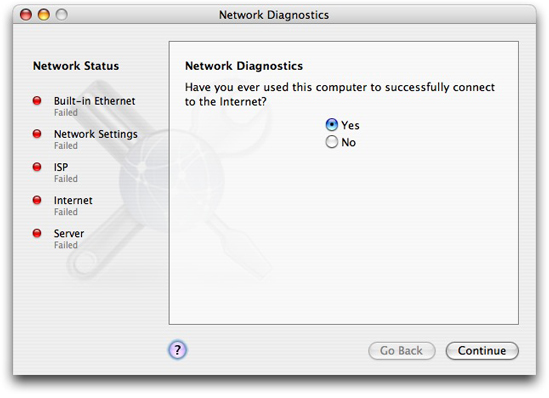 Network Diagnostics
Network Status
Built-in Ethernet
Failed
Network Settings
Failed
ISP
Failed
Internet
Failed
Server
Failed
Network Diagnostics
Have you ever used this computer to successfully connect
to the Internet?
Yes
No
?
Go Back
Continue